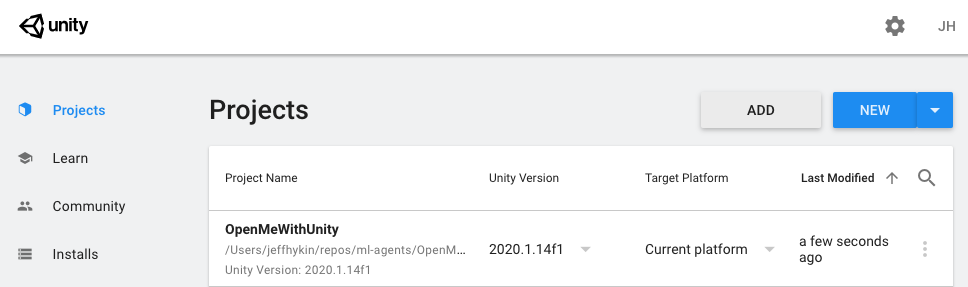 unity
JH
Projects
Learn
Community
Installs
Projects
ADD
NEW
Project Name
Unity Version
Target Platform
Last Modified
OpenMeWithUnity
/Users/jeffhykin/repos/ml-agents/OpenM...
Unity Version: 2020.1.14f1
2020.1.14f1
Current platform
a few seconds
ago